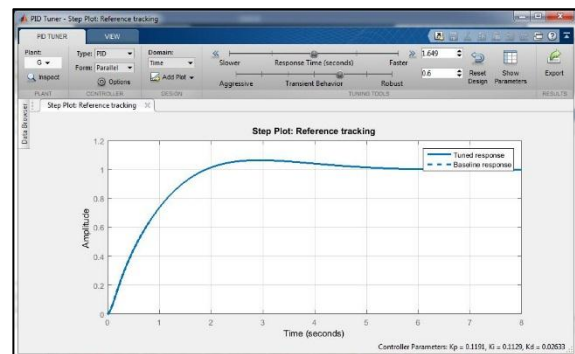 PID Tuner - Step Plot: Reference tracking
PID TUNER VIEW
Plant: Type: PID Domain: Slower Response Time (seconds) Faster 1.649
G Form: Parallel Time
Inspect Options Add Plot Aggressive Transient Behavior Robust 0.6 Reset Design Show Parameters Export
PLANT CONTROLLER DESIGN TUNING TOOLS RESULTS
Data Browser
Step Plot: Reference tracking
Step Plot: Reference tracking
Tuned response
Baseline response
Amplitude
1.2
1
0.8
0.6
0.4
0.2
0
0 1 2 3 4 5 6 7 8
Time (seconds)
Controller Parameters: Kp = 0.1191, Ki = 0.1129, Kd = 0.02633